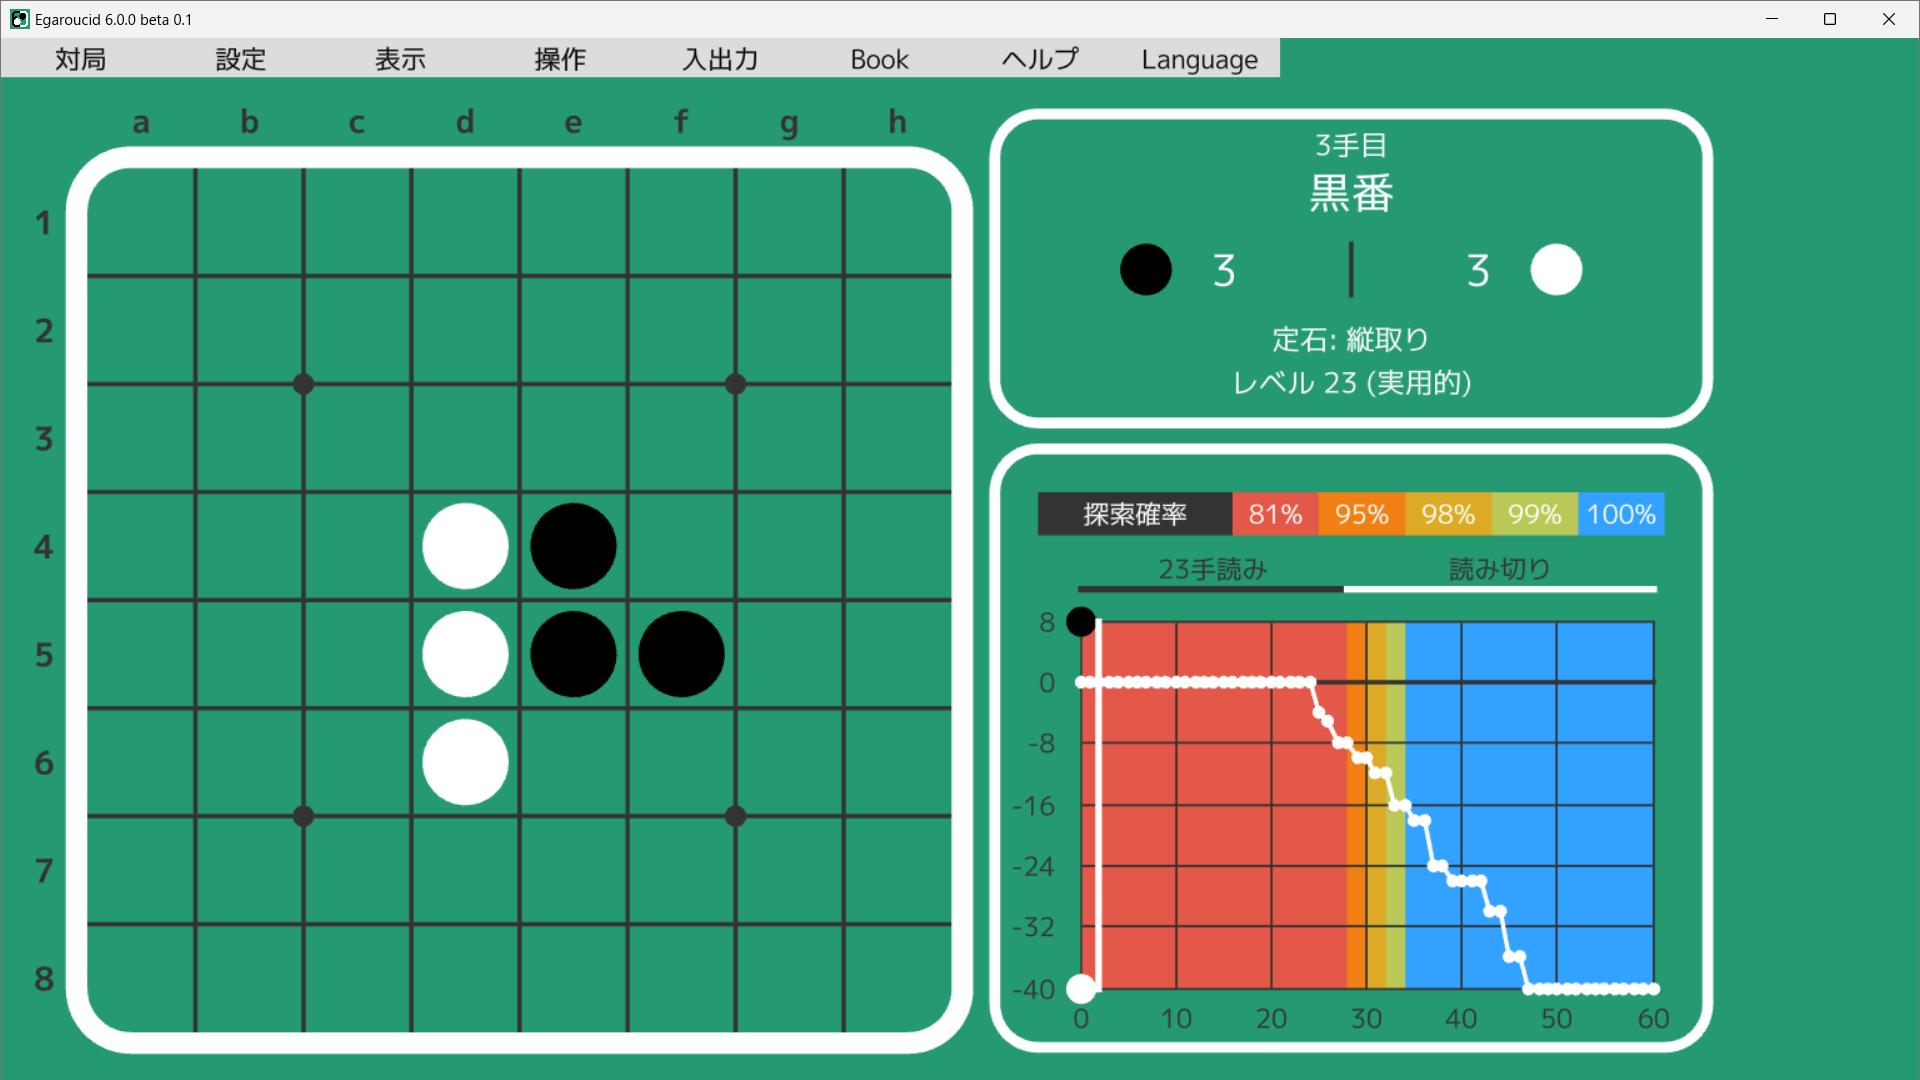 Egaroucid 6.0.0 beta 0.1
対局 設定 表示 操作 入出力 Book ヘルプ Language
a b c d e f g h
1
2
3
4
5
6
7
8
3手目
黒番
3 3
定石: 縦取り
レベル 23 (実用的)
探索確率 81% 95% 98% 99% 100%
23手読み 読み切り
8
0
-8
-16
-24
-32
-40
0 10 20 30 40 50 60